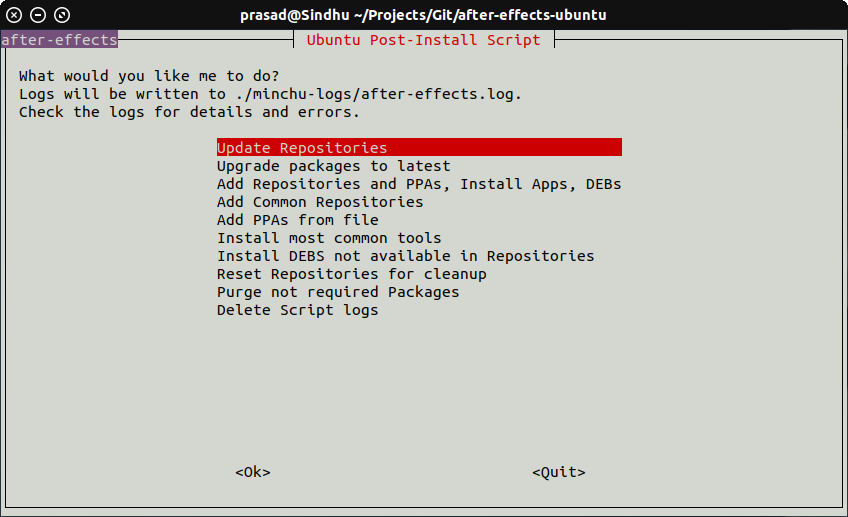 prasad@Sindhu ~/Projects/Git/after-effects-ubuntu
after-effects
Ubuntu Post-Install Script
What would you like me to do?
Logs will be written to ./minchu-logs/after-effects.log.
Check the logs for details and errors.
Update Repositories
Upgrade packages to latest
Add Repositories and PPAs, Install Apps, DEBs
Add Common Repositories
Add PPAs from file
Install most common tools
Install DEBS not available in Repositories
Reset Repositories for cleanup
Purge not required Packages
Delete Script logs
<Ok> <Quit>